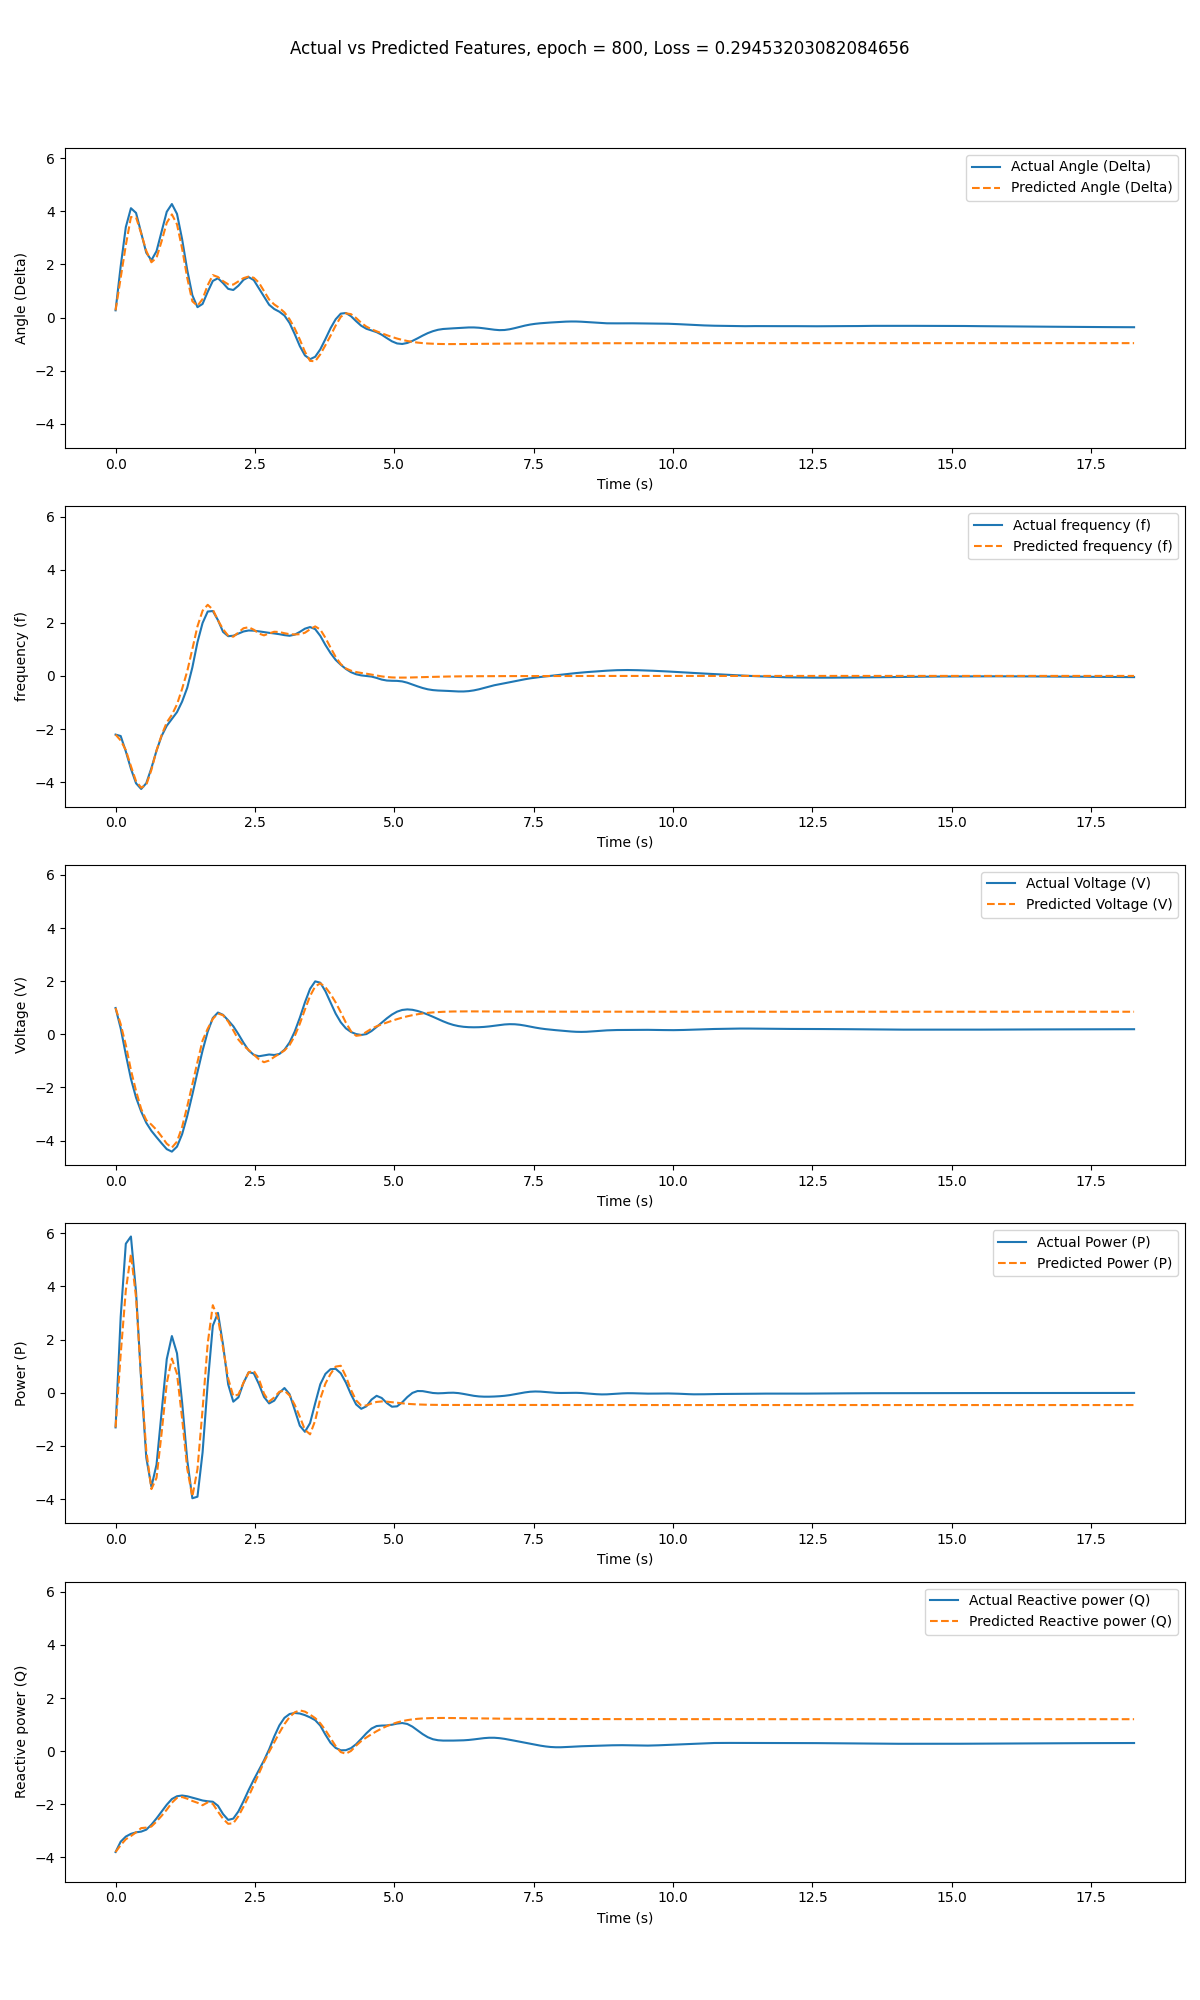 Actual vs Predicted Features, epoch = 800, Loss = 0.29453203082084656
Actual Angle (Delta)
Predicted Angle (Delta)
Angle (Delta)
6
4
2
0
−2
−4
0.0 2.5 5.0 7.5 10.0 12.5 15.0 17.5
Time (s)
Actual frequency (f)
Predicted frequency (f)
frequency (f)
6
4
2
0
−2
−4
0.0 2.5 5.0 7.5 10.0 12.5 15.0 17.5
Time (s)
Actual Voltage (V)
Predicted Voltage (V)
Voltage (V)
6
4
2
0
−2
−4
0.0 2.5 5.0 7.5 10.0 12.5 15.0 17.5
Time (s)
Actual Power (P)
Predicted Power (P)
Power (P)
6
4
2
0
−2
−4
0.0 2.5 5.0 7.5 10.0 12.5 15.0 17.5
Time (s)
Actual Reactive power (Q)
Predicted Reactive power (Q)
Reactive power (Q)
6
4
2
0
−2
−4
0.0 2.5 5.0 7.5 10.0 12.5 15.0 17.5
Time (s)